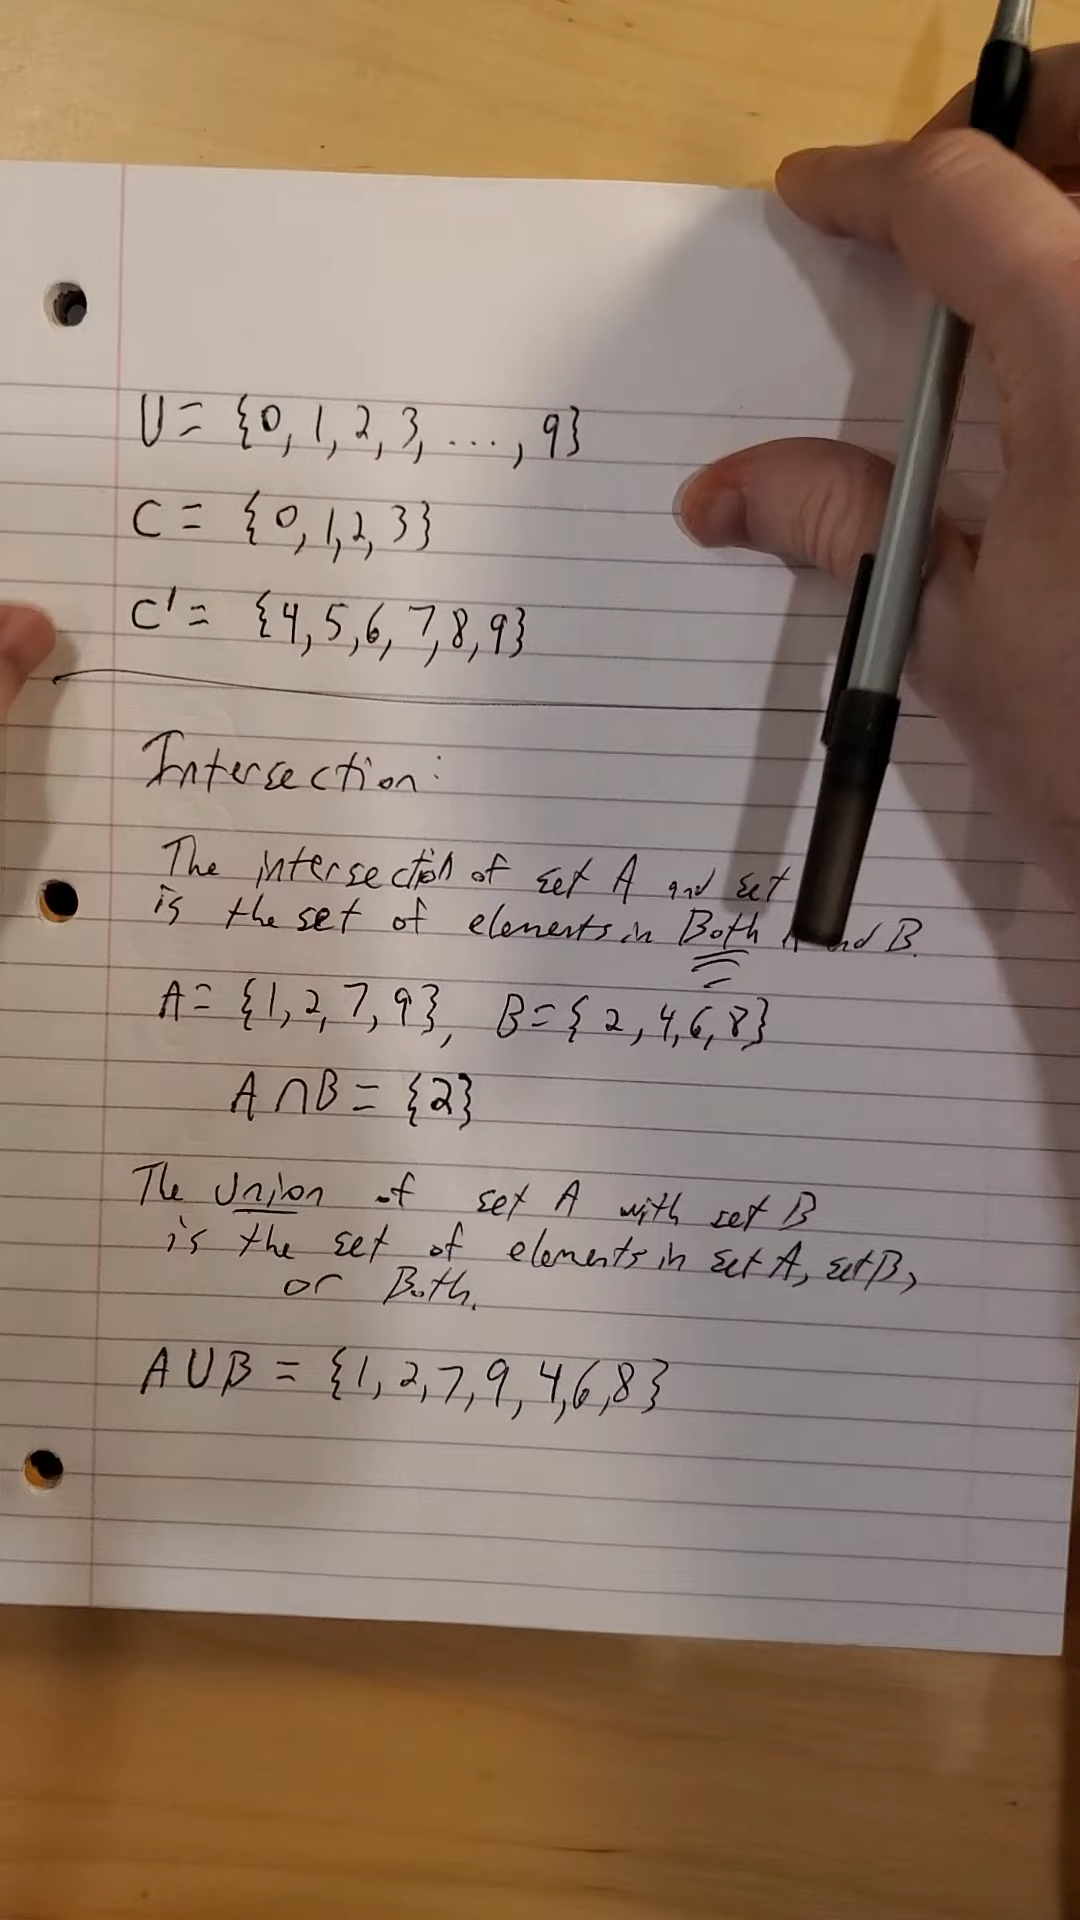 U = {0, 1, 2, 3, ..., 9}
C = {0, 1, 2, 3}
C' = {4, 5, 6, 7, 8, 9}
Intersection:
The intersection of set A and set
is the set of elements in Both and B.
A = {1, 2, 7, 9}, B = { 2, 4, 6, 8}
A ∩ B = {2}
The Union of set A with set B
is the set of elements in set A, set B,
or Both.
A U B = {1, 2, 7, 9, 4, 6, 8}